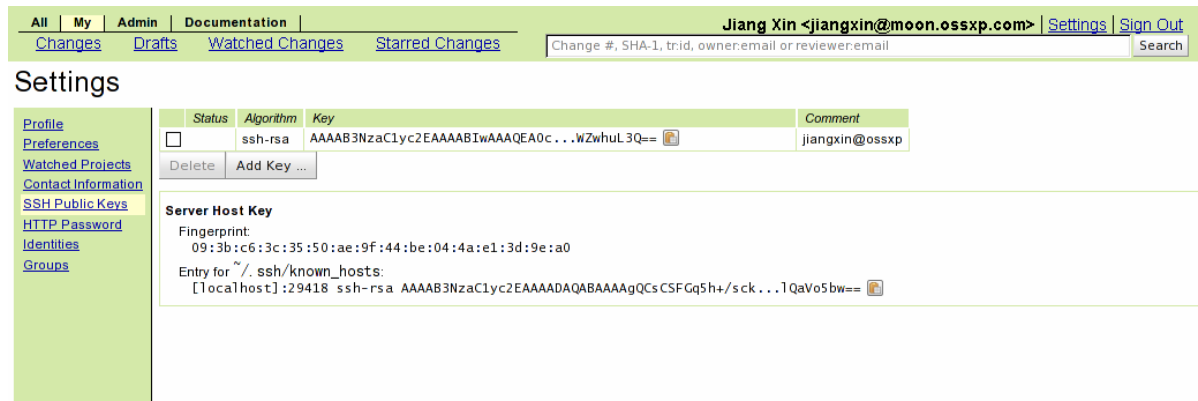 All My Admin Documentation Jiang Xin <jiangxin@moon.ossxp.com> Settings Sign Out
Changes Drafts Watched Changes Starred Changes Change #, SHA-1, tr:id, owner:email or reviewer:email Search
Settings
Profile
Preferences
Watched Projects
Contact Information
SSH Public Keys
HTTP Password
Identities
Groups
Status Algorithm Key Comment
ssh-rsa AAAAB3NzaC1yc2EAAAABIwAAAQEA0c...WZwhuL3Q== jiangxin@ossxp
Delete Add Key ...
Server Host Key
Fingerprint:
09:3b:c6:3c:35:50:ae:9f:44:be:04:4a:e1:3d:9e:a0
Entry for ~/. ssh/known_hosts:
[localhost]:29418 ssh-rsa AAAAB3NzaC1yc2EAAAADAQABAAAAgQCsCSFGq5h+/sck...lQaVo5bw==